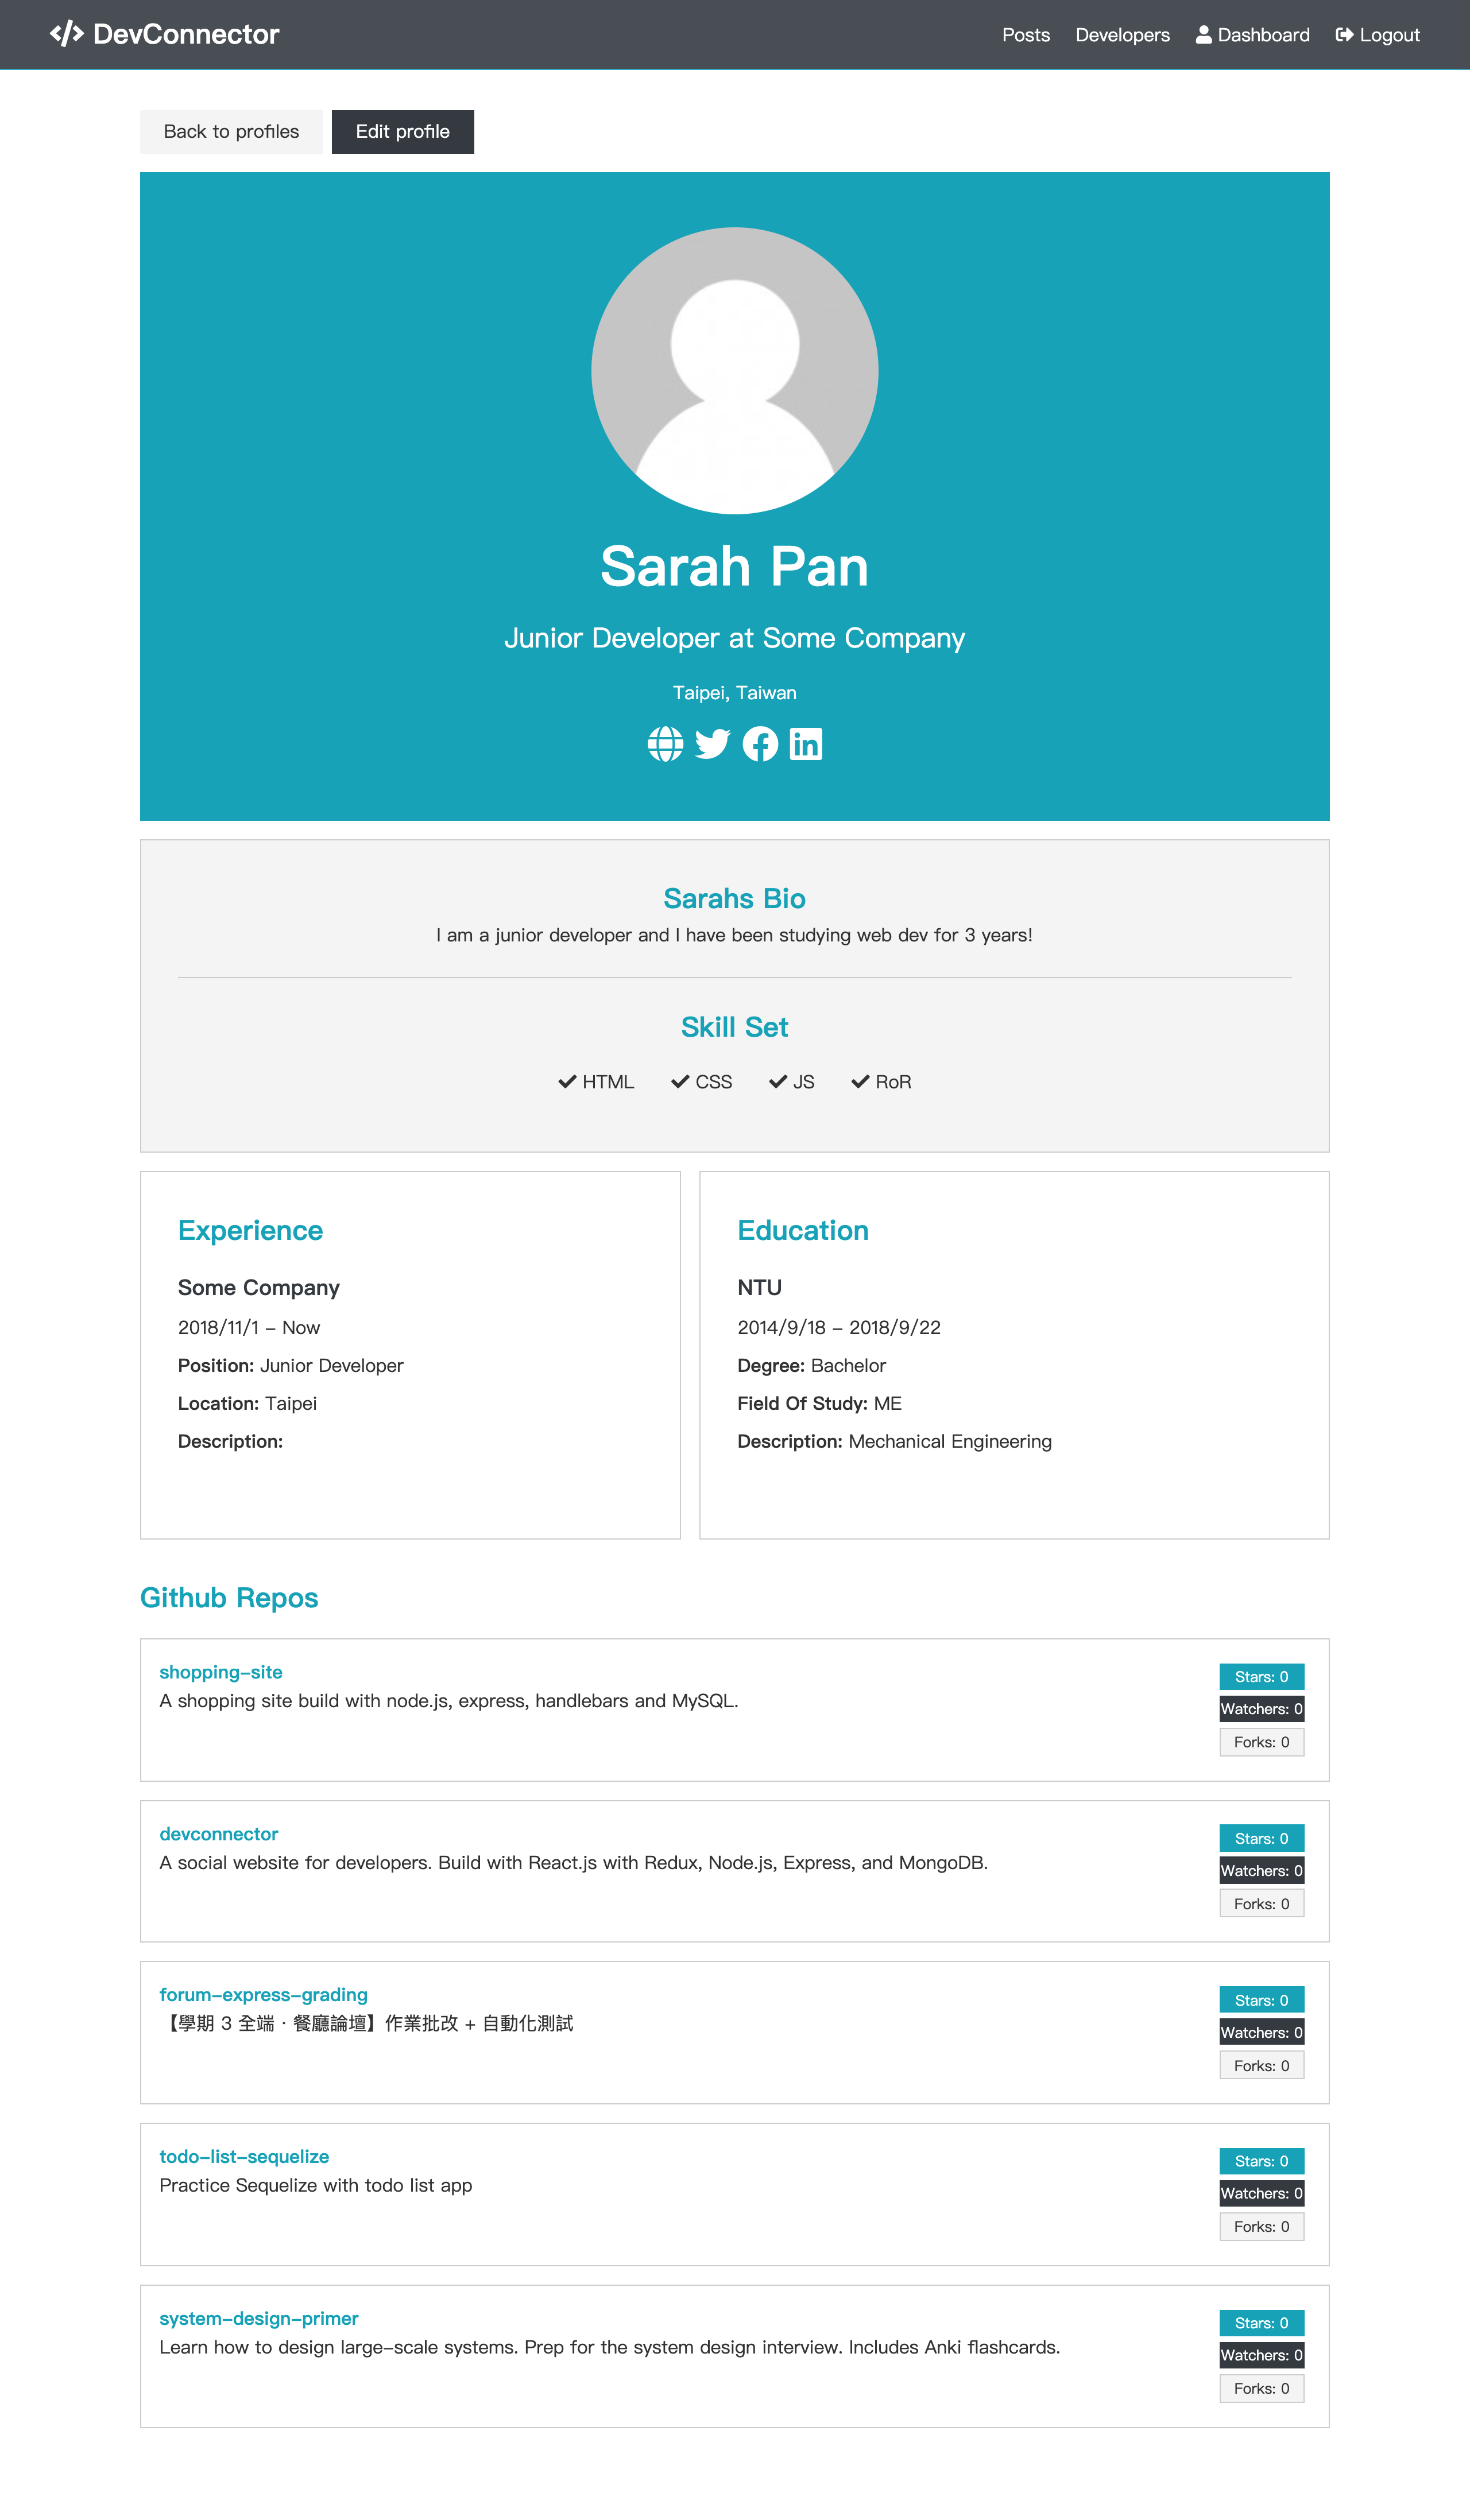 DevConnector
Posts Developers Dashboard Logout
Back to profiles Edit profile
Sarah Pan
Junior Developer at Some Company
Taipei, Taiwan
Sarahs Bio
I am a junior developer and I have been studying web dev for 3 years!
Skill Set
HTML CSS JS RoR
Experience
Some Company
2018/11/1 - Now
Position: Junior Developer
Location: Taipei
Description:
Education
NTU
2014/9/18 - 2018/9/22
Degree: Bachelor
Field Of Study: ME
Description: Mechanical Engineering
Github Repos
shopping-site
A shopping site build with node.js, express, handlebars and MySQL.
Stars: 0
Watchers: 0
Forks: 0
devconnector
A social website for developers. Build with React.js with Redux, Node.js, Express, and MongoDB.
Stars: 0
Watchers: 0
Forks: 0
forum-express-grading
【學期 3 全端・餐廳論壇】作業批改 + 自動化測試
Stars: 0
Watchers: 0
Forks: 0
todo-list-sequelize
Practice Sequelize with todo list app
Stars: 0
Watchers: 0
Forks: 0
system-design-primer
Learn how to design large-scale systems. Prep for the system design interview. Includes Anki flashcards.
Stars: 0
Watchers: 0
Forks: 0